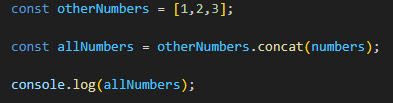 const otherNumbers = [1,2,3];
const allNumbers = otherNumbers.concat(numbers);
console.log(allNumbers);